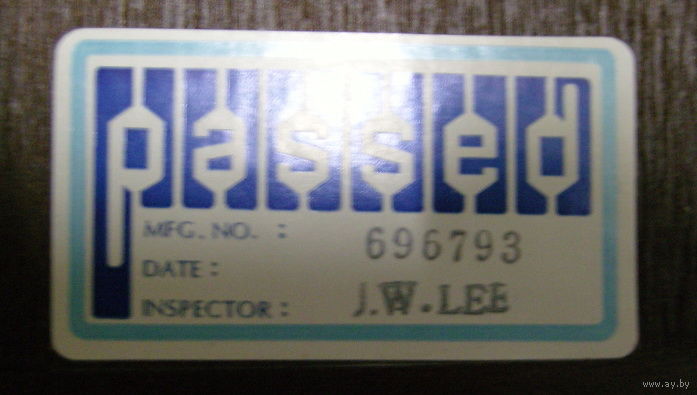 passed
MFG. NO. : 696793
DATE :
INSPECTOR : J.W.LEE
www.ay.by